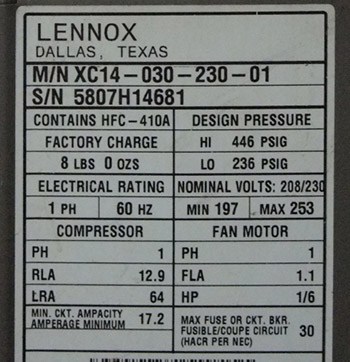 LENNOX
DALLAS, TEXAS
M/N XC14-030-230-01
S/N 5807H14681
CONTAINS HFC-410A DESIGN PRESSURE
FACTORY CHARGE HI 446 PSIG
8 LBS 0 OZS LO 236 PSIG
ELECTRICAL RATING NOMINAL VOLTS: 208/230
1 PH 60 HZ MIN 197 MAX 253
COMPRESSOR FAN MOTOR
PH 1 PH 1
RLA 12.9 FLA 1.1
LRA 64 HP 1/6
MIN. CKT. AMPACITY
AMPERAGE MINIMUM 17.2
MAX FUSE OR CKT. BKR.
FUSIBLE/COUPE CIRCUIT 30
(HACR PER NEC)